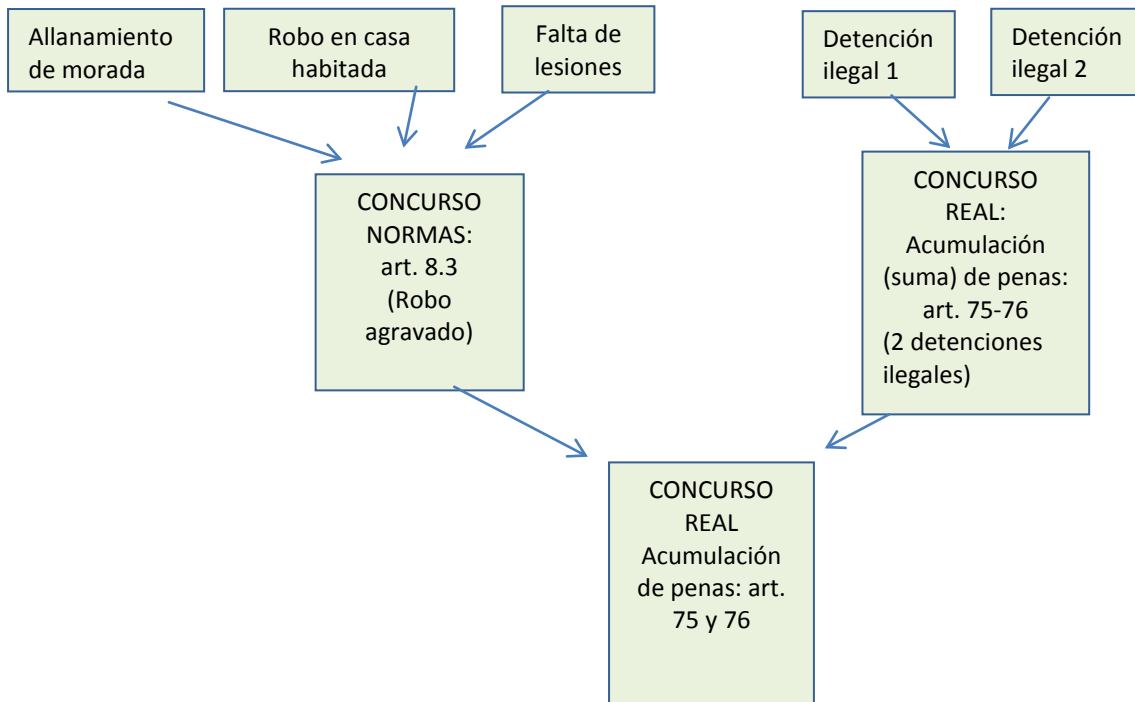 Allanamiento
de morada
Robo en casa
habitada
Falta de
lesiones
Detención
ilegal 1
Detención
ilegal 2
CONCURSO
NORMAS:
art. 8.3
(Robo
agravado)
CONCURSO
REAL:
Acumulación
(suma) de penas:
art. 75-76
(2 detenciones
ilegales)
CONCURSO
REAL
Acumulación
de penas: art.
75 y 76